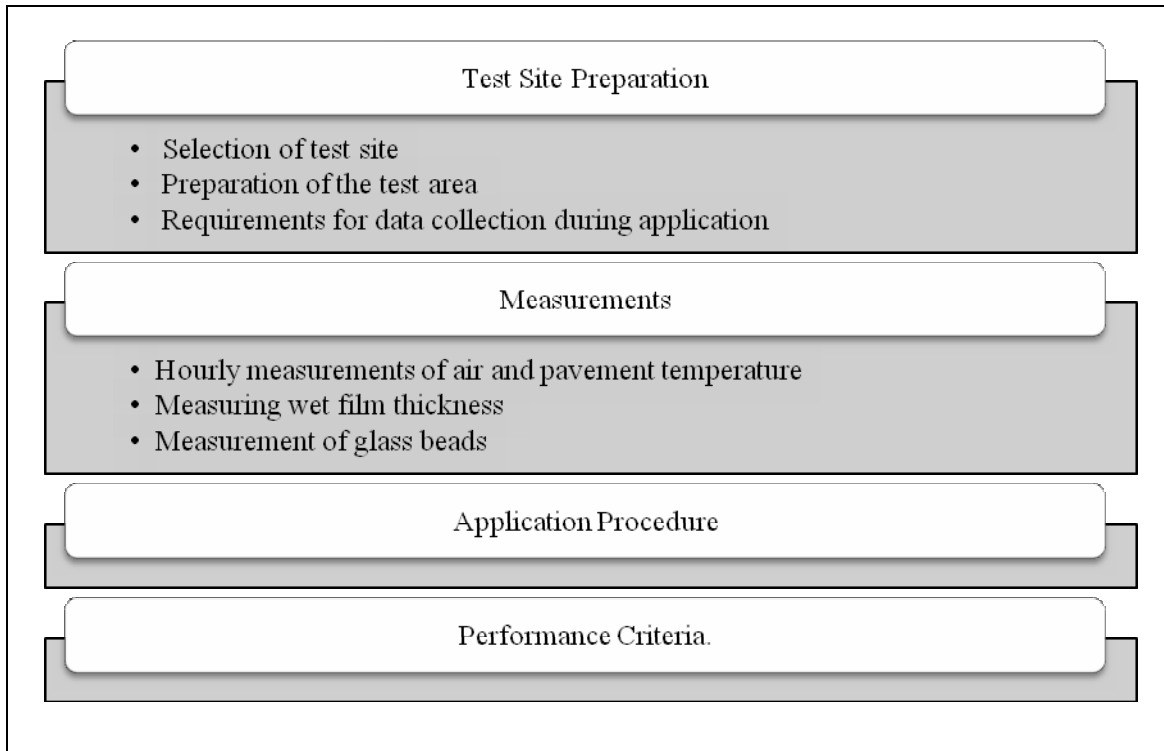 Test Site Preparation
• Selection of test site
• Preparation of the test area
• Requirements for data collection during application
Measurements
• Hourly measurements of air and pavement temperature
• Measuring wet film thickness
• Measurement of glass beads
Application Procedure
Performance Criteria.